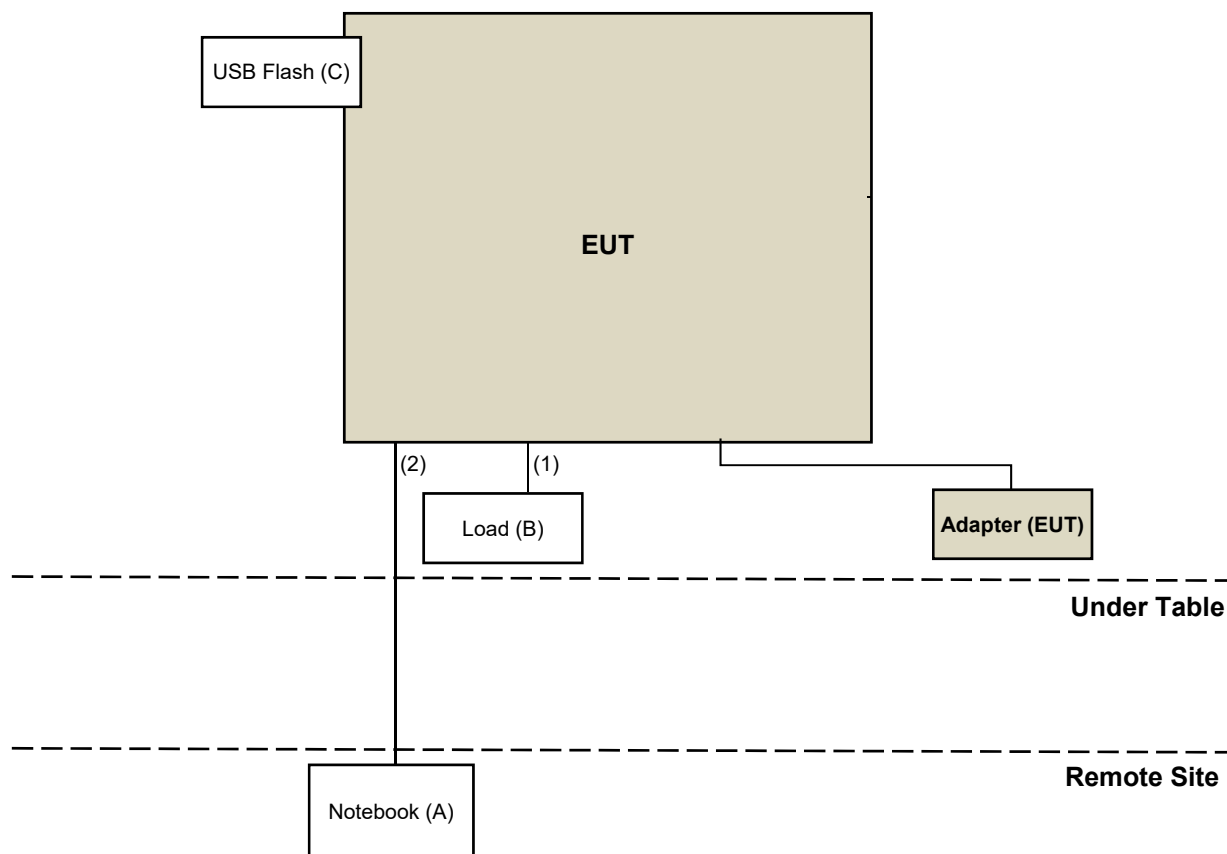 USB Flash (C)
EUT
(2)
(1)
Load (B)
Adapter (EUT)
Under Table
Remote Site
Notebook (A)